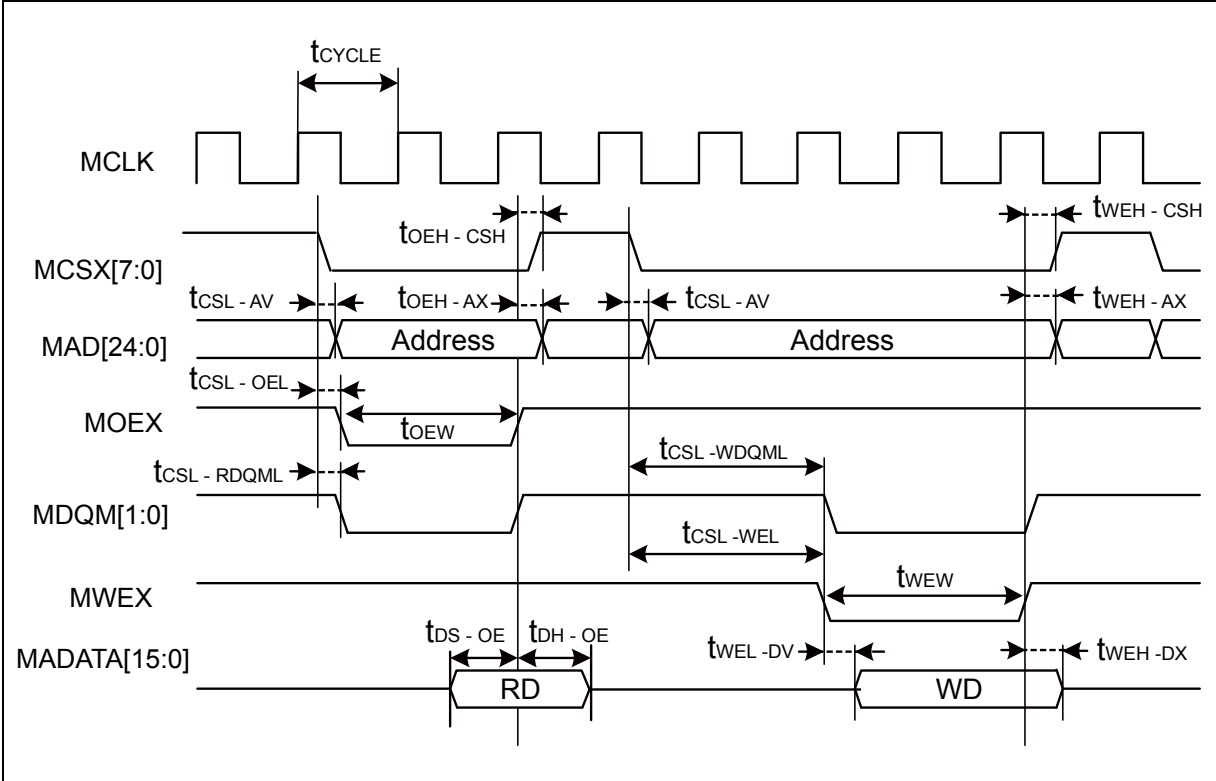 tCYCLE
MCLK
tOEH - CSH
tWEH - CSH
MCSX[7:0]
tCSL - AV
tOEH - AX
tCSL - AV
tWEH - AX
MAD[24:0]
Address
Address
tCSL - OEL
MOEX
tOEW
tCSL - RDQML
tCSL -WDQML
MDQM[1:0]
tCSL -WEL
MWEX
tWEW
tDS - OE
tDH - OE
tWEL -DV
tWEH -DX
MADATA[15:0]
RD
WD